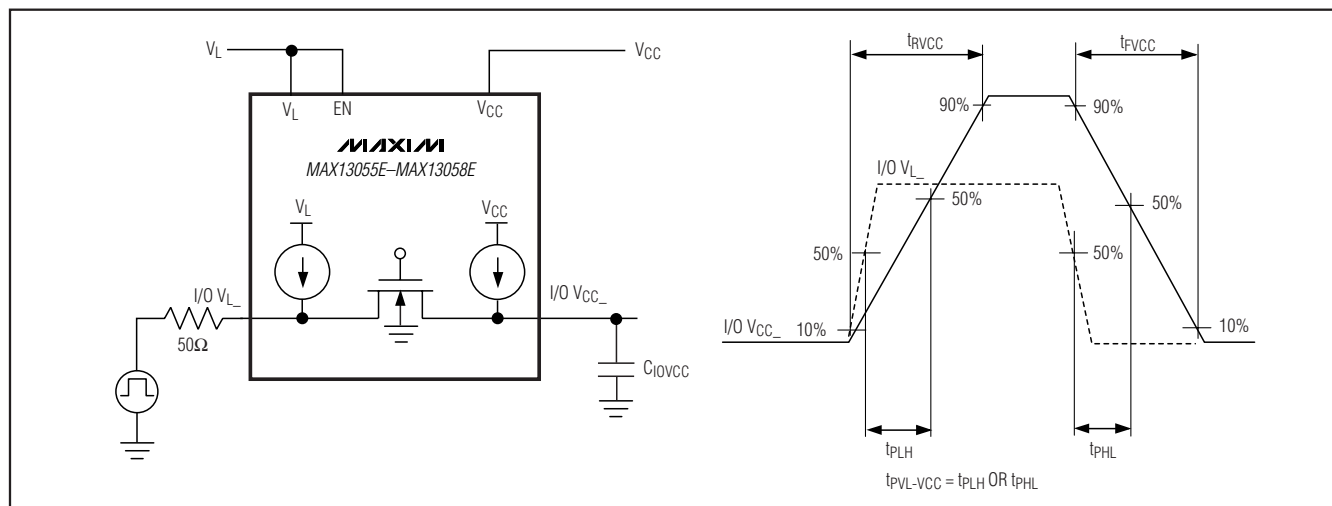 VL
VCC
VL
EN
VCC
MAXIM
MAX13055E–MAX13058E
VL
VCC
I/O VL_
I/O VCC_
50Ω
CIOVCC
tRVCC
tFVCC
90%
90%
I/O VL_
50%
50%
50%
50%
I/O VCC_
10%
10%
tPLH
tPHL
tPVL-VCC = tPLH OR tPHL